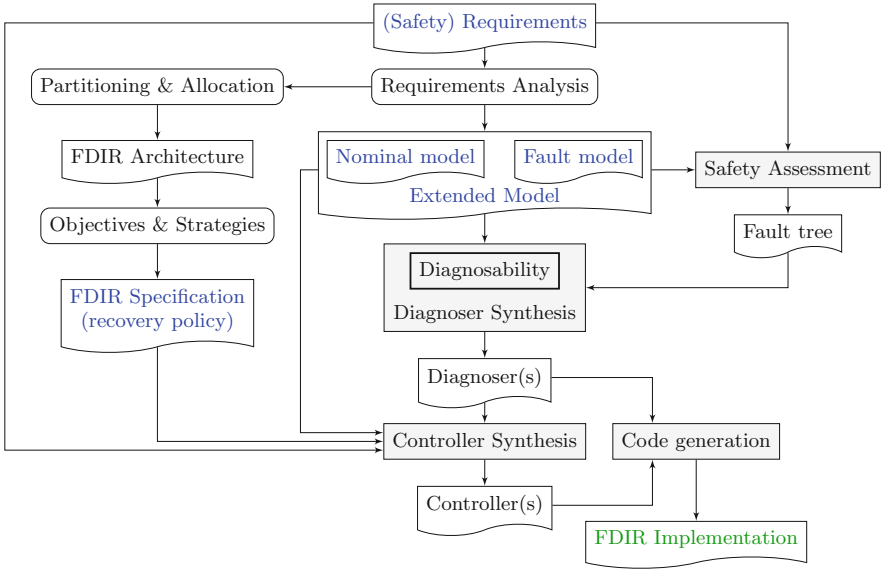 (Safety) Requirements
Partitioning & Allocation
Requirements Analysis
FDIR Architecture
Nominal model
Fault model
Extended Model
Safety Assessment
Objectives & Strategies
Fault tree
Diagnosability
Diagnoser Synthesis
FDIR Specification
(recovery policy)
Diagnoser(s)
Controller Synthesis
Code generation
Controller(s)
FDIR Implementation